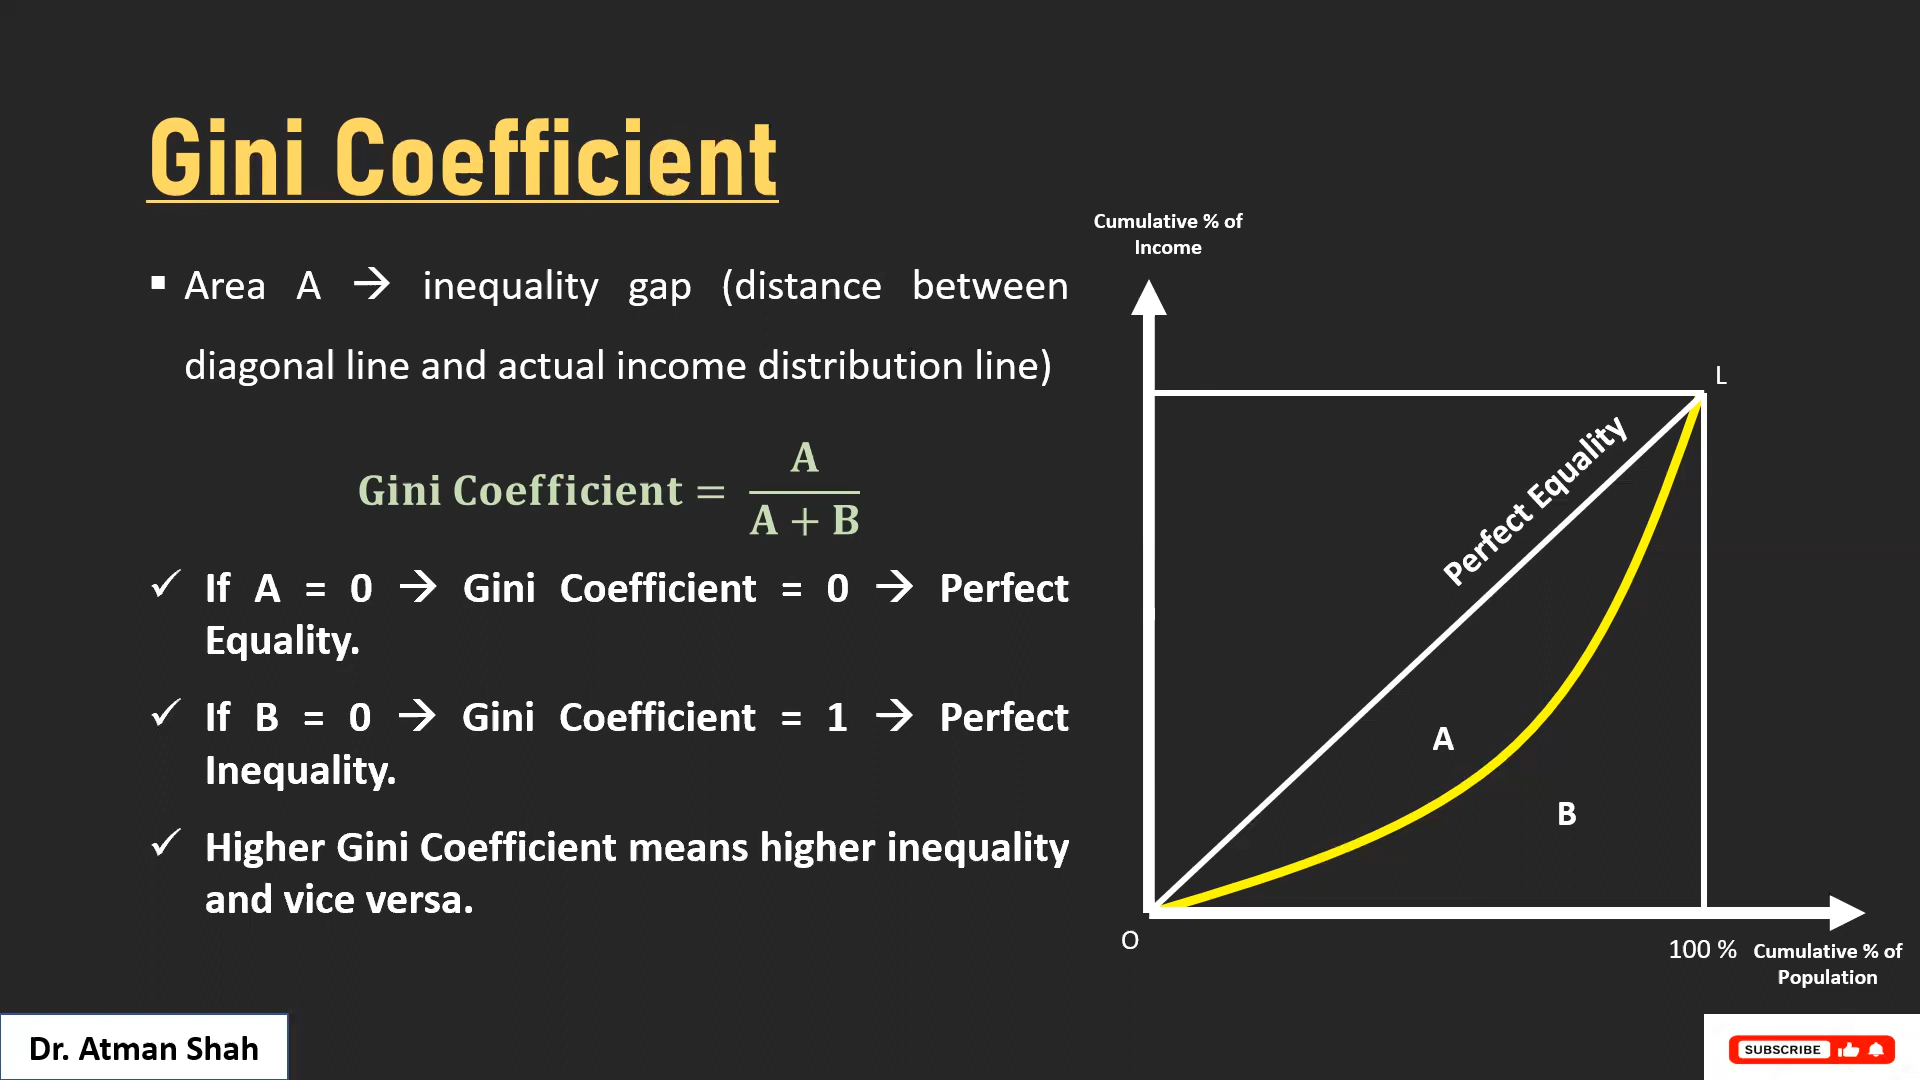 Gini Coefficient
▪ Area A → inequality gap (distance between
diagonal line and actual income distribution line)
Gini Coefficient = A
A + B
✓ If A = 0 → Gini Coefficient = 0 → Perfect
Equality.
✓ If B = 0 → Gini Coefficient = 1 → Perfect
Inequality.
✓ Higher Gini Coefficient means higher inequality
and vice versa.
Cumulative % of
Income
L
Perfect Equality
A
B
O
100 %
Cumulative % of
Population
Dr. Atman Shah
SUBSCRIBE